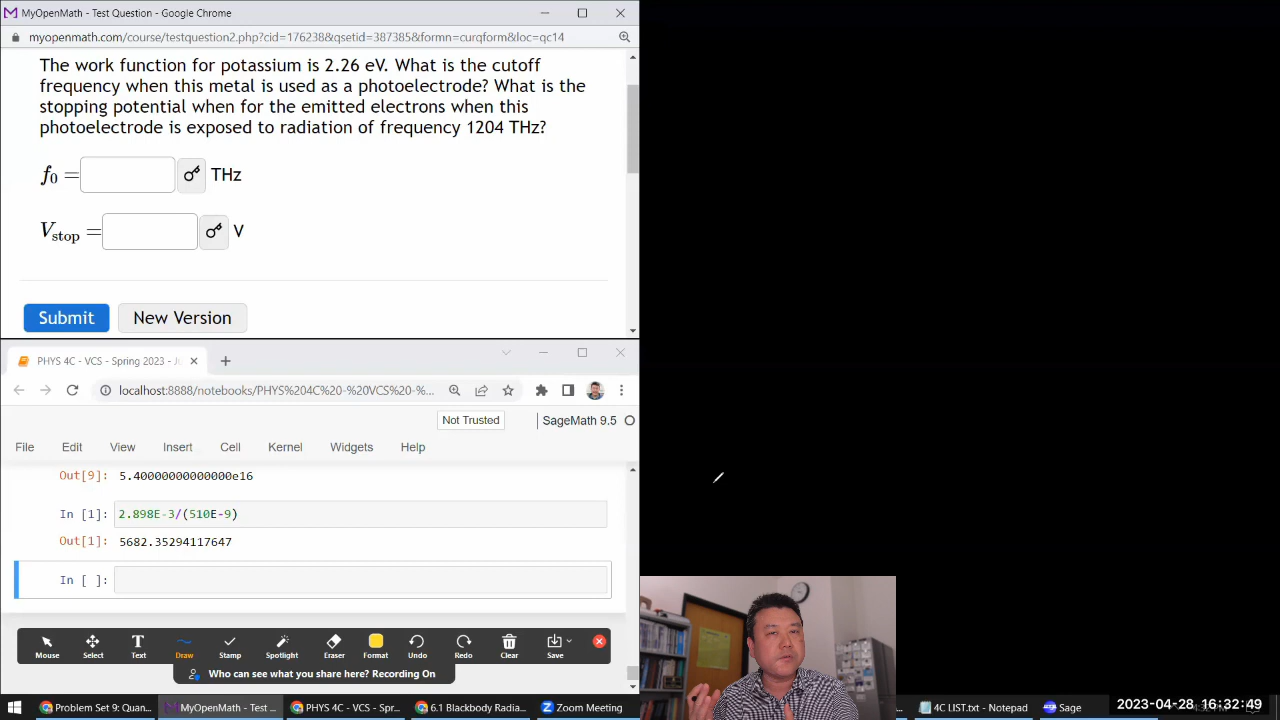 MyOpenMath - Test Question - Google Chrome
myopenmath.com/course/testquestion2.php?cid=176238&qsetid=387385&formn=curqform&loc=qc14
The work function for potassium is 2.26 eV. What is the cutoff
frequency when this metal is used as a photoelectrode? What is the
stopping potential when for the emitted electrons when this
photoelectrode is exposed to radiation of frequency 1204 THz?
f0 = THz
Vstop = V
Submit New Version
PHYS 4C - VCS - Spring 2023 - J
localhost:8888/notebooks/PHYS%204C%20-%20VCS%20-%...
Not Trusted SageMath 9.5
File Edit View Insert Cell Kernel Widgets Help
Out[9]: 5.40000000000000e16
In [1]: 2.898E-3/(510E-9)
Out[1]: 5682.35294117647
In [ ]:
Mouse Select Text Draw Stamp Spotlight Eraser Format Undo Redo Clear Save
Who can see what you share here? Recording On
Problem Set 9: Quan... MyOpenMath - Test ... PHYS 4C - VCS - Spr... 6.1 Blackbody Radia... Zoom Meeting 4C LIST.txt - Notepad Sage 2023-04-28 16:32:49